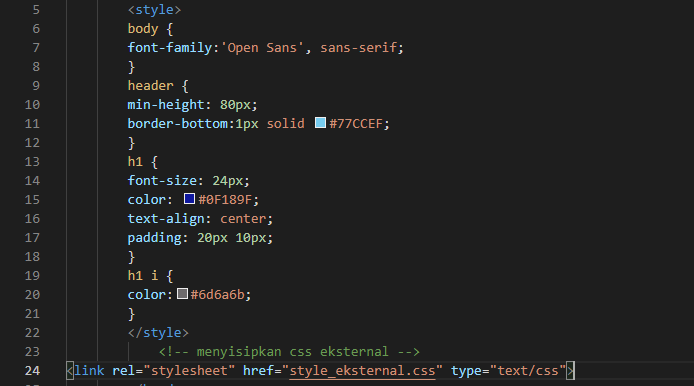 5 <style>
6 body {
7 font-family:'Open Sans', sans-serif;
8 }
9 header {
10 min-height: 80px;
11 border-bottom:1px solid #77CCEF;
12 }
13 h1 {
14 font-size: 24px;
15 color: #0F189F;
16 text-align: center;
17 padding: 20px 10px;
18 }
19 h1 i {
20 color:#6d6a6b;
21 }
22 </style>
23 <!-- menyisipkan css eksternal -->
24 <link rel="stylesheet" href="style_eksternal.css" type="text/css">